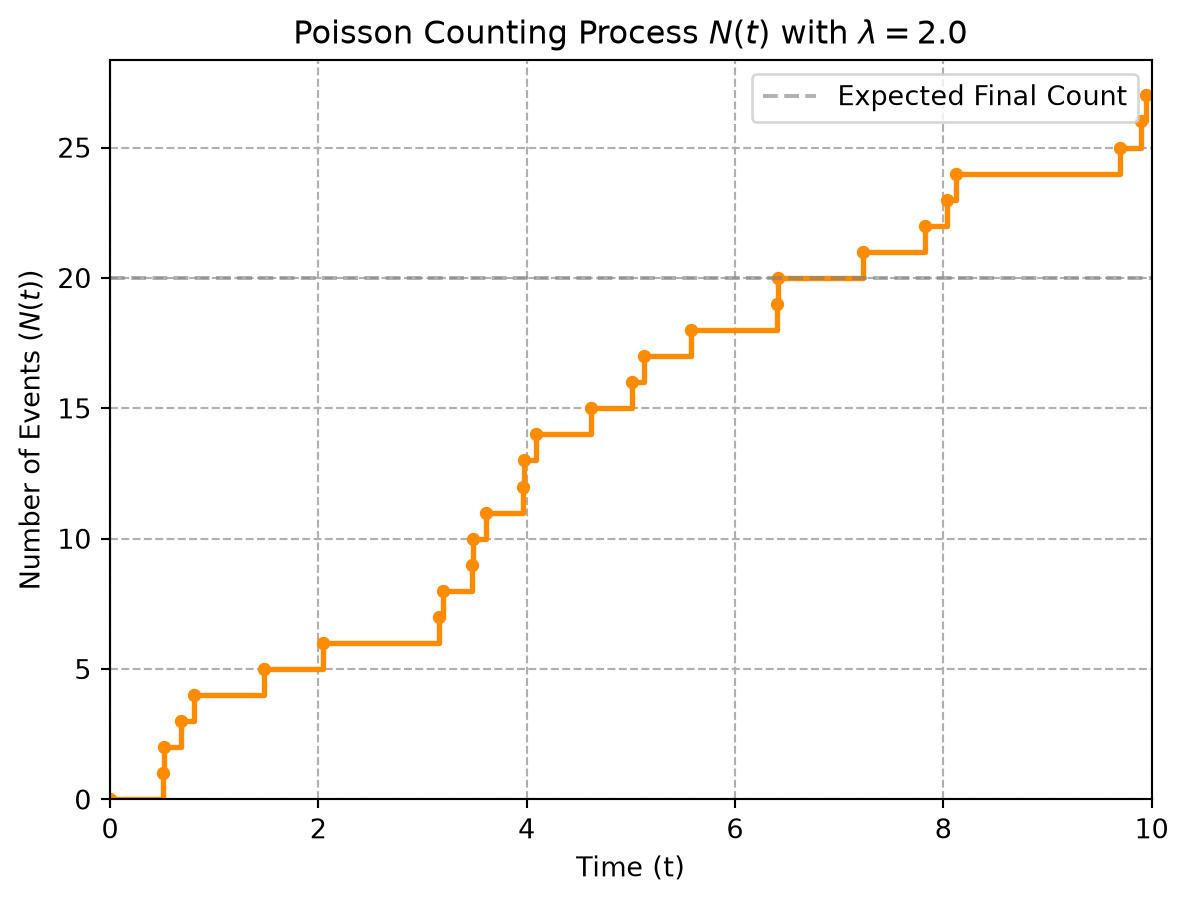 Poisson Counting Process N(t) with λ = 2.0
Expected Final Count
Number of Events (N(t))
25
20
15
10
5
0
0 2 4 6 8 10
Time (t)